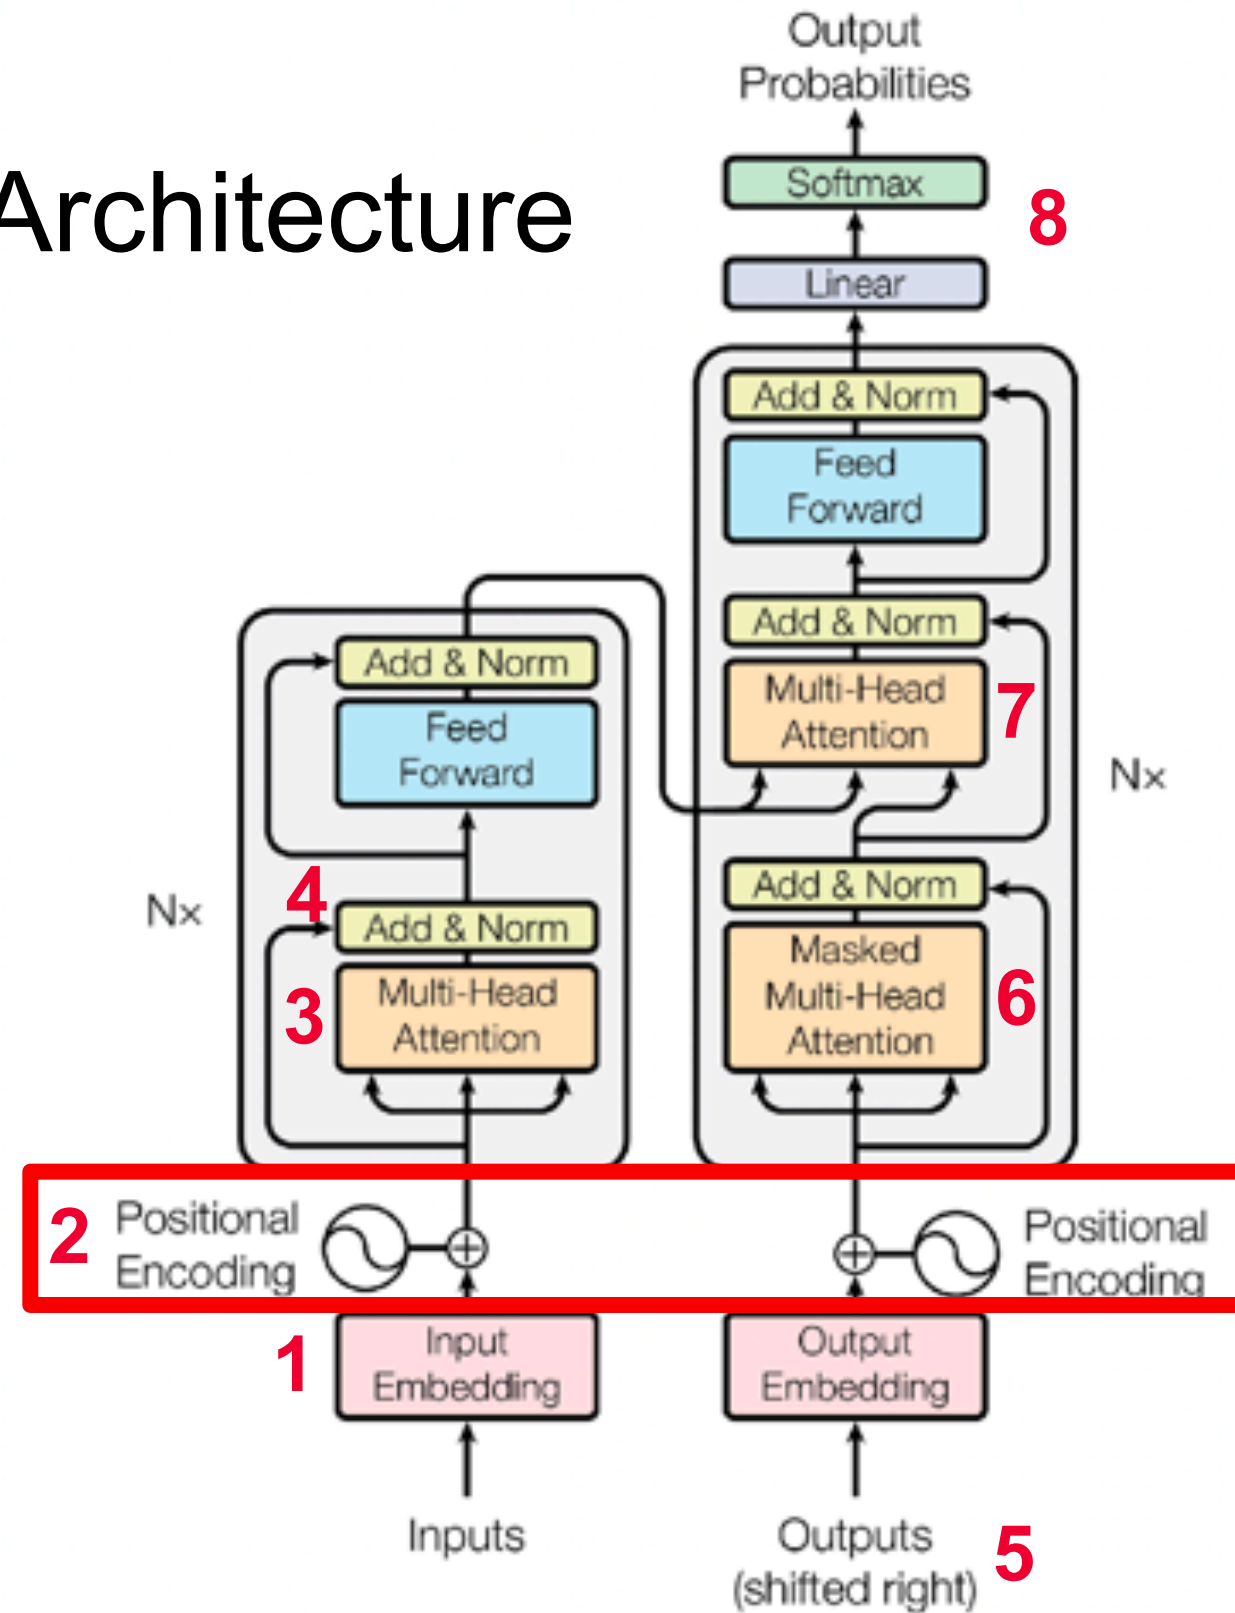 Output
Probabilities
Architecture
Softmax
8
Linear
Add & Norm
Feed
Forward
Add & Norm
Multi-Head
Attention
7
Nx
Add & Norm
Masked
Multi-Head
Attention
6
Add & Norm
Feed
Forward
Nx
4
Add & Norm
3
Multi-Head
Attention
2
Positional
Encoding
Positional
Encoding
1
Input
Embedding
Output
Embedding
Inputs
Outputs
(shifted right)
5